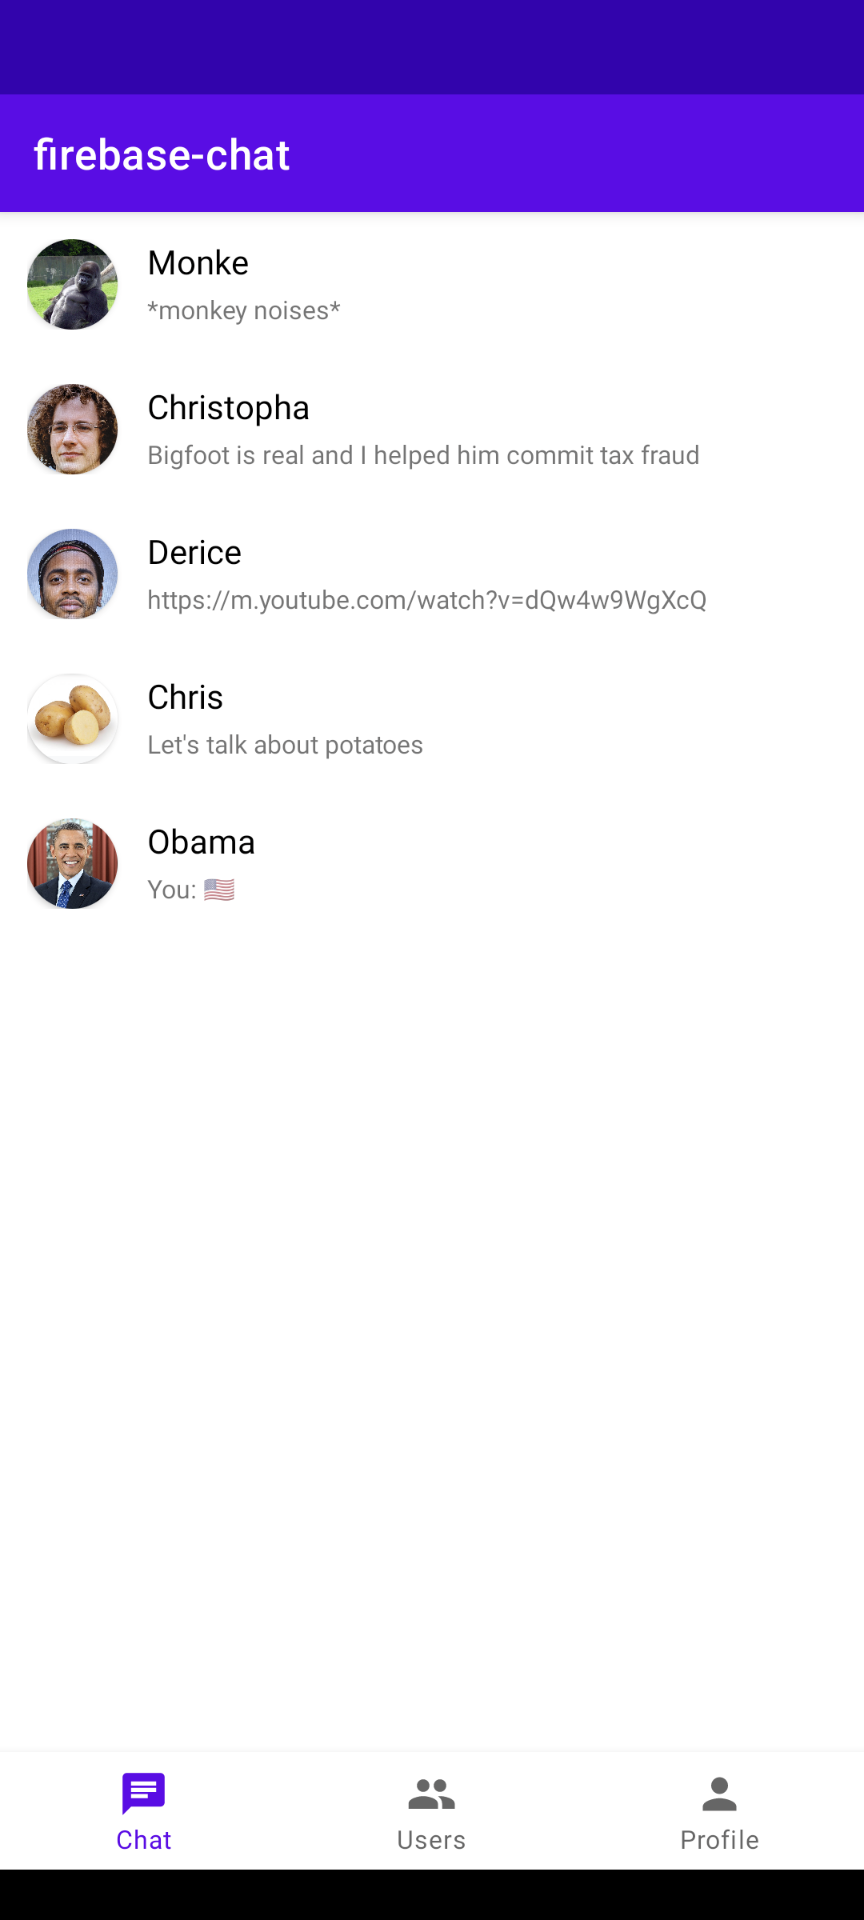 firebase-chat
Monke
*monkey noises*
Christopha
Bigfoot is real and I helped him commit tax fraud
Derice
https://m.youtube.com/watch?v=dQw4w9WgXcQ
Chris
Let's talk about potatoes
Obama
You: 🇺🇸
Chat
Users
Profile